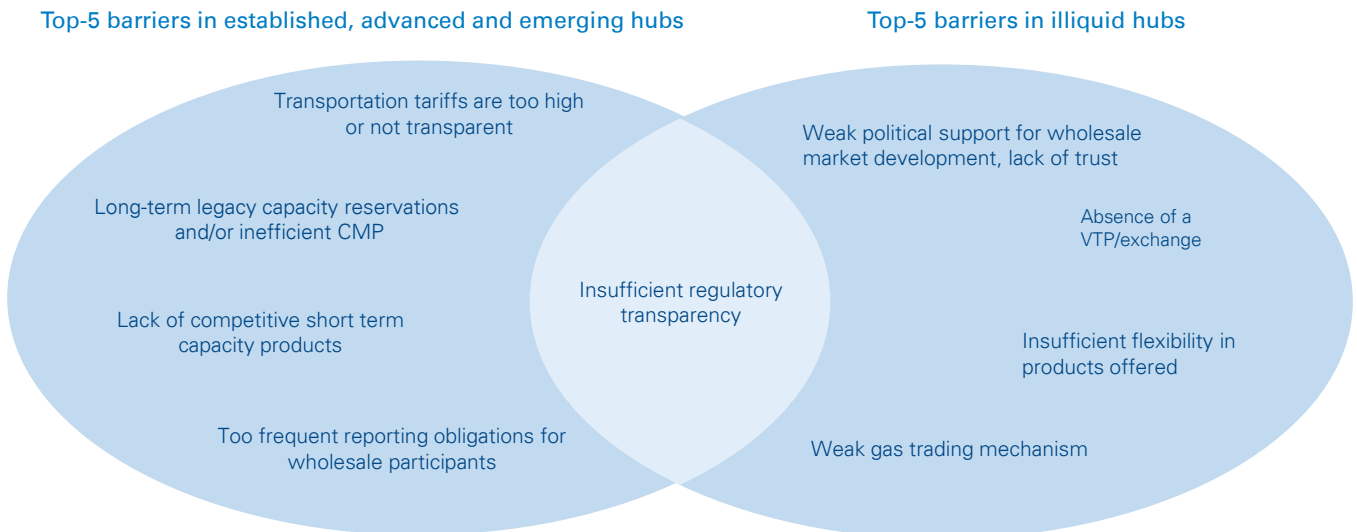 Top-5 barriers in established, advanced and emerging hubs
Top-5 barriers in illiquid hubs
Transportation tariffs are too high
or not transparent
Long-term legacy capacity reservations
and/or inefficient CMP
Lack of competitive short term
capacity products
Too frequent reporting obligations for
wholesale participants
Insufficient regulatory
transparency
Weak political support for wholesale
market development, lack of trust
Absence of a
VTP/exchange
Insufficient flexibility in
products offered
Weak gas trading mechanism